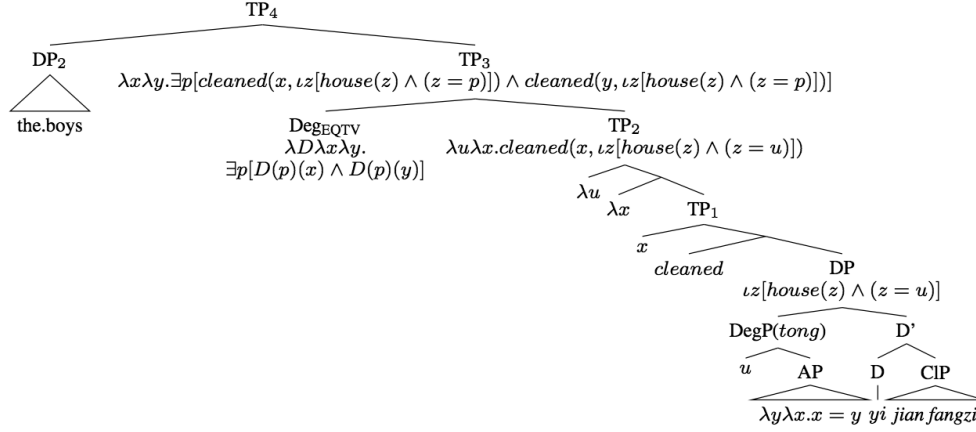 TP₄
DP₂ TP₃
λxλy.∃p[cleaned(x, ιz[house(z) ∧ (z = p)]) ∧ cleaned(y, ιz[house(z) ∧ (z = p)])]
the.boys
Deg_EQTV TP₂
λDλxλy. λuλx.cleaned(x, ιz[house(z) ∧ (z = u)])
∃p[D(p)(x) ∧ D(p)(y)]
λu
λx TP₁
x
cleaned DP
ιz[house(z) ∧ (z = u)]
DegP(tong) D'
u AP D ClP
λyλx.x = y yi jian fangzi